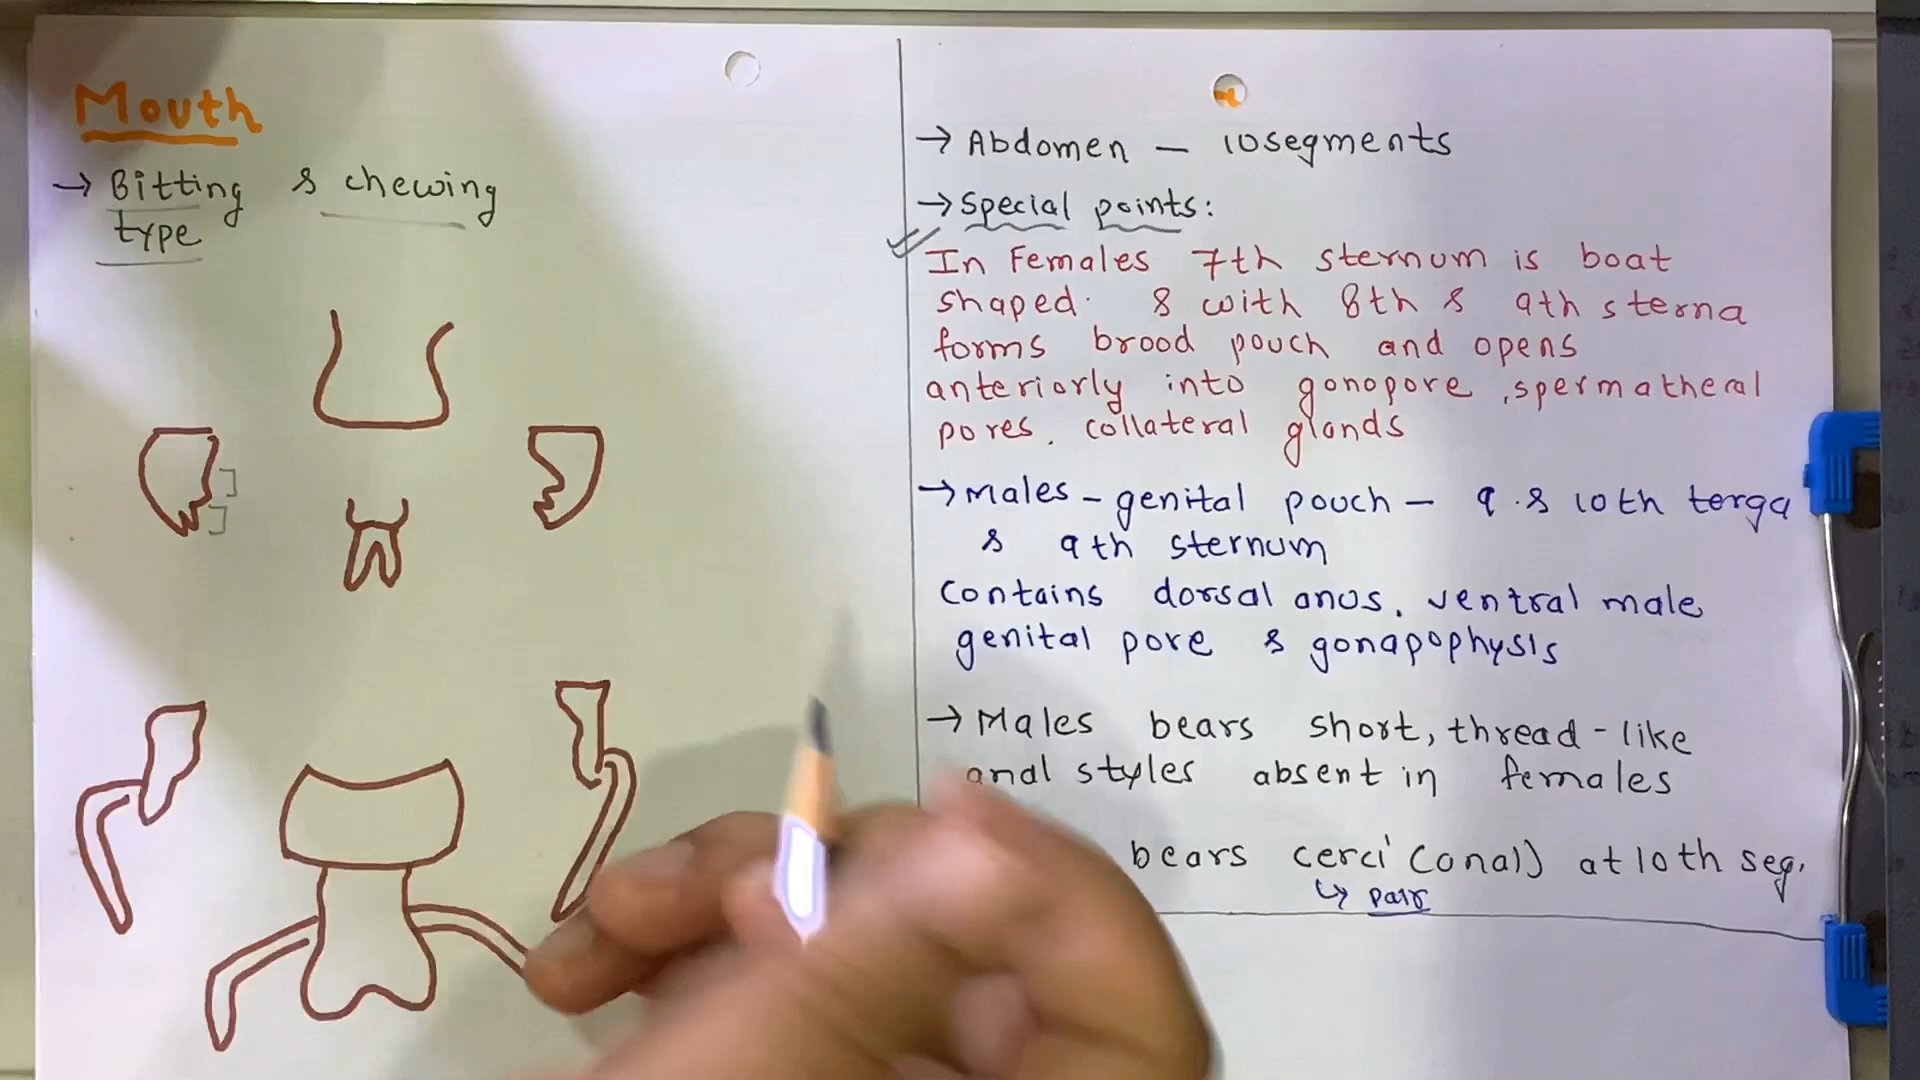 Mouth
→ Bitting & chewing
type
→ Abdomen — 10segments
→ Special points:
In Females 7th sternum is boat
shaped. & with 8th & 9th sterna
forms brood pouch and opens
anteriorly into gonopore, spermatheral
pores. collateral glands
→ Males - genital pouch — 9 & 10th terga
& 9th sternum
Contains dorsal anus, ventral male
genital pore & gonapophysis
→ Males bears short, thread-like
anal styles absent in females
bears cerci (anal) at 10th seg.
↳ pair